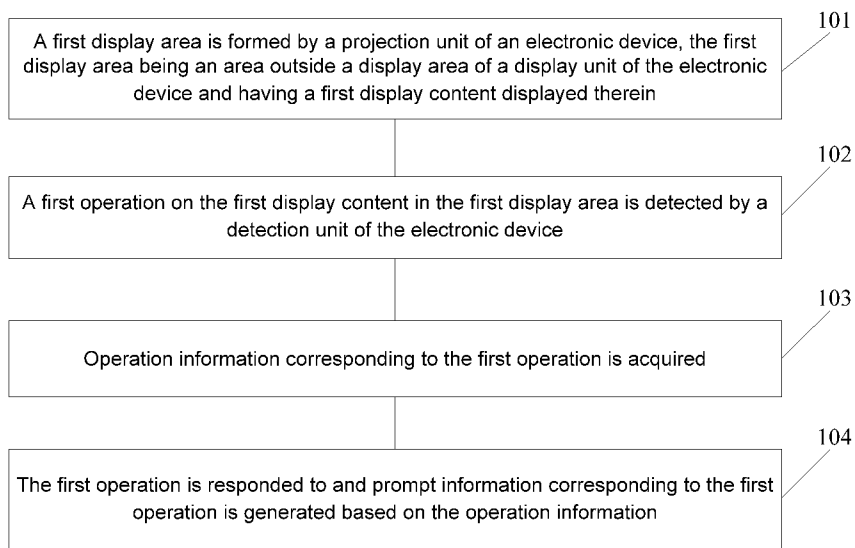 101
A first display area is formed by a projection unit of an electronic device, the first
display area being an area outside a display area of a display unit of the electronic
device and having a first display content displayed therein
102
A first operation on the first display content in the first display area is detected by a
detection unit of the electronic device
103
Operation information corresponding to the first operation is acquired
104
The first operation is responded to and prompt information corresponding to the first
operation is generated based on the operation information